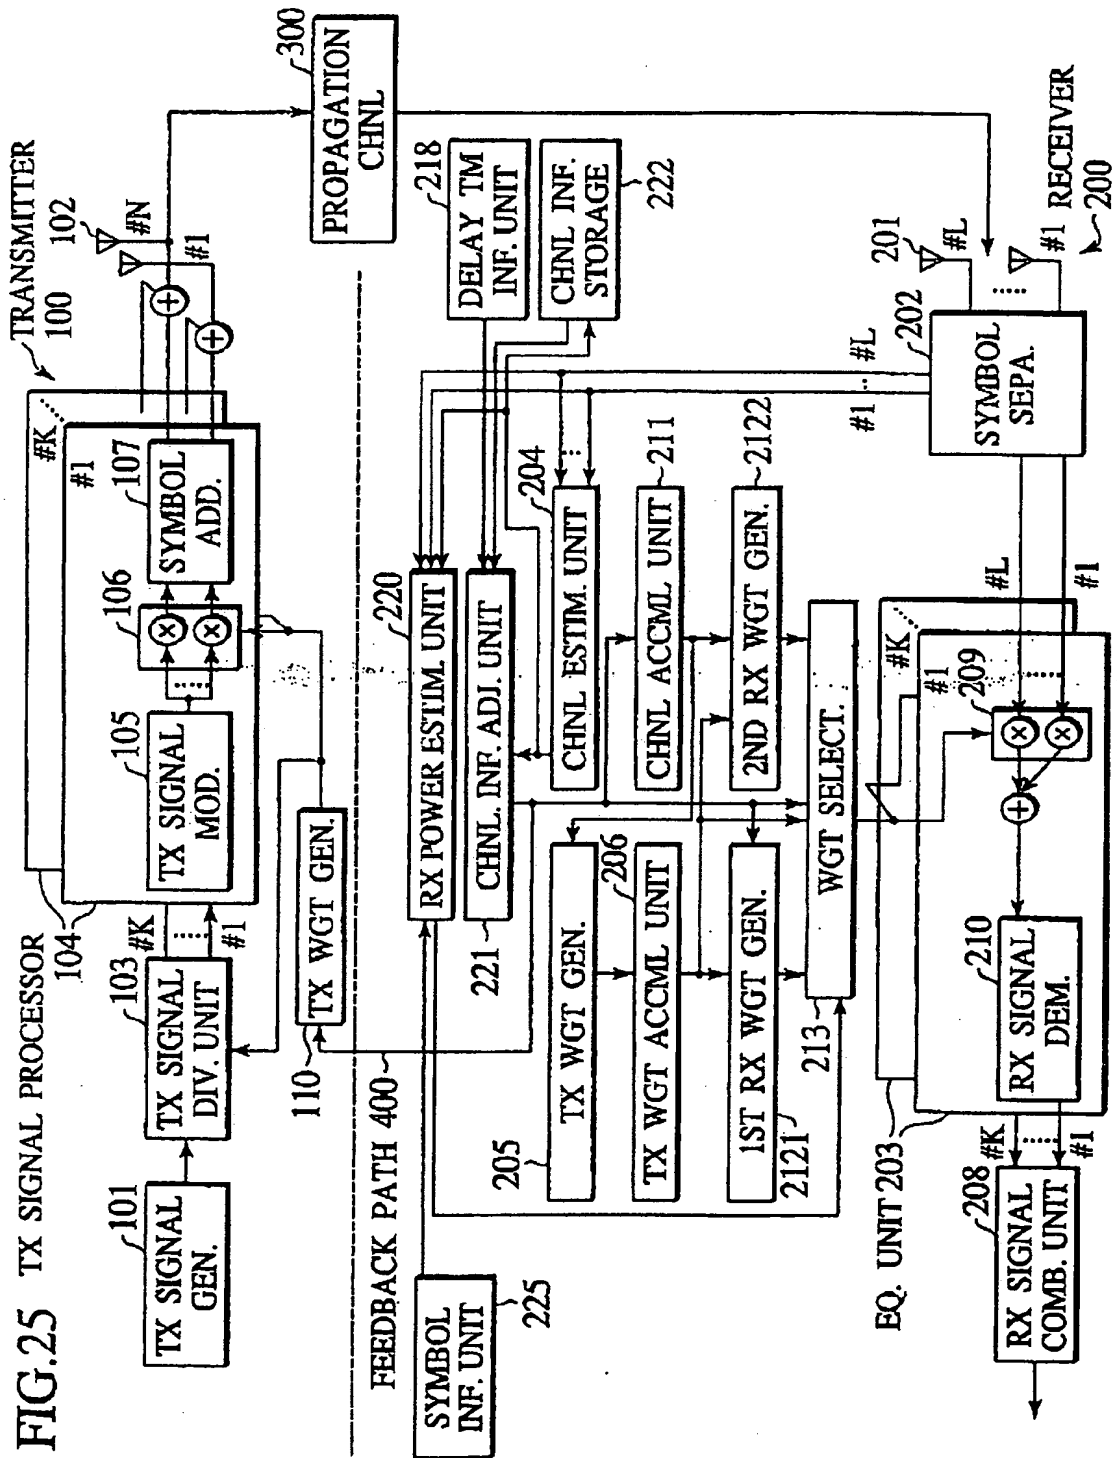 FIG.25
TX SIGNAL PROCESSOR
TRANSMITTER
100
104
#K
#1
101
TX SIGNAL
GEN.
103
TX SIGNAL
DIV. UNIT
#K
#1
105
TX SIGNAL
MOD.
106
107
SYMBOL
ADD.
102
#N
#1
110
TX WGT GEN.
300
PROPAGATION
CHNL
FEEDBACK PATH 400
SYMBOL
INF. UNIT
225
220
RX POWER ESTIM. UNIT
221
CHNL. INF. ADJ. UNIT
218
DELAY TM
INF. UNIT
CHNL INF.
STORAGE
222
204
CHNL ESTIM. UNIT
205
TX WGT GEN.
206
TX WGT ACCML UNIT
211
CHNL ACCML UNIT
2121
1ST RX WGT GEN.
2122
2ND RX WGT GEN.
213
WGT SELECT.
#L
#1
201
#L
#1
RECEIVER
200
202
SYMBOL
SEPA.
#L
#1
EQ. UNIT 203
#K
#1
209
210
RX SIGNAL
DEM.
#K
#1
208
RX SIGNAL
COMB. UNIT